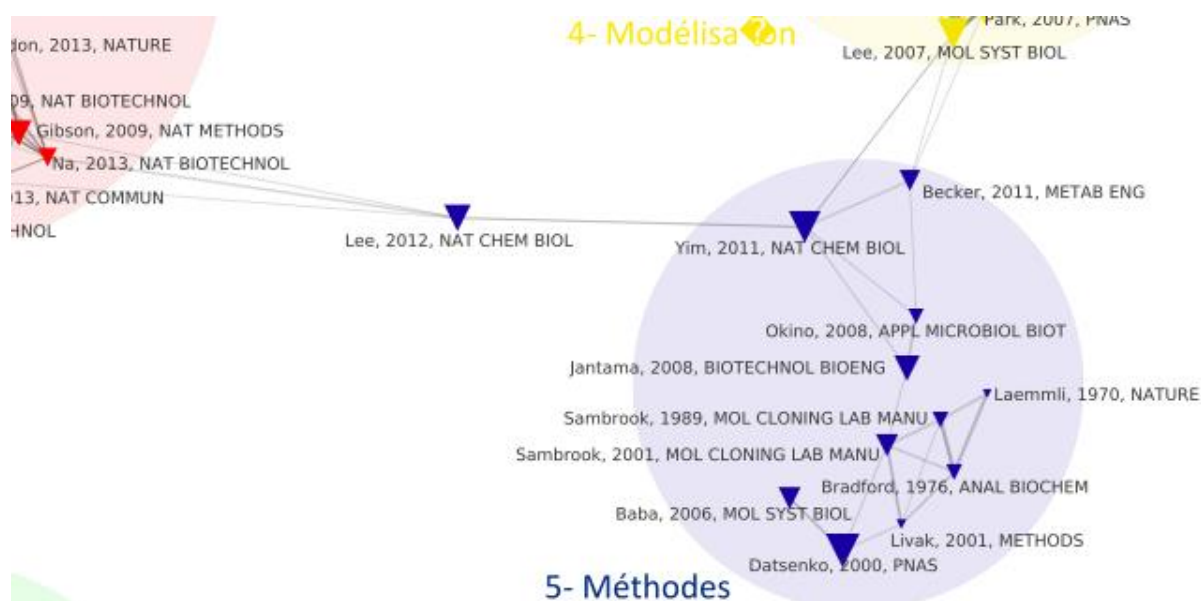 Park, 2007, PNAS
4- Modélisa�on
don, 2013, NATURE
Lee, 2007, MOL SYST BIOL
09, NAT BIOTECHNOL
Gibson, 2009, NAT METHODS
Na, 2013, NAT BIOTECHNOL
Becker, 2011, METAB ENG
13, NAT COMMUN
HNOL
Lee, 2012, NAT CHEM BIOL
Yim, 2011, NAT CHEM BIOL
Okino, 2008, APPL MICROBIOL BIOT
Jantama, 2008, BIOTECHNOL BIOENG
Laemmli, 1970, NATURE
Sambrook, 1989, MOL CLONING LAB MANU
Sambrook, 2001, MOL CLONING LAB MANU
Bradford, 1976, ANAL BIOCHEM
Baba, 2006, MOL SYST BIOL
Livak, 2001, METHODS
Datsenko, 2000, PNAS
5- Méthodes